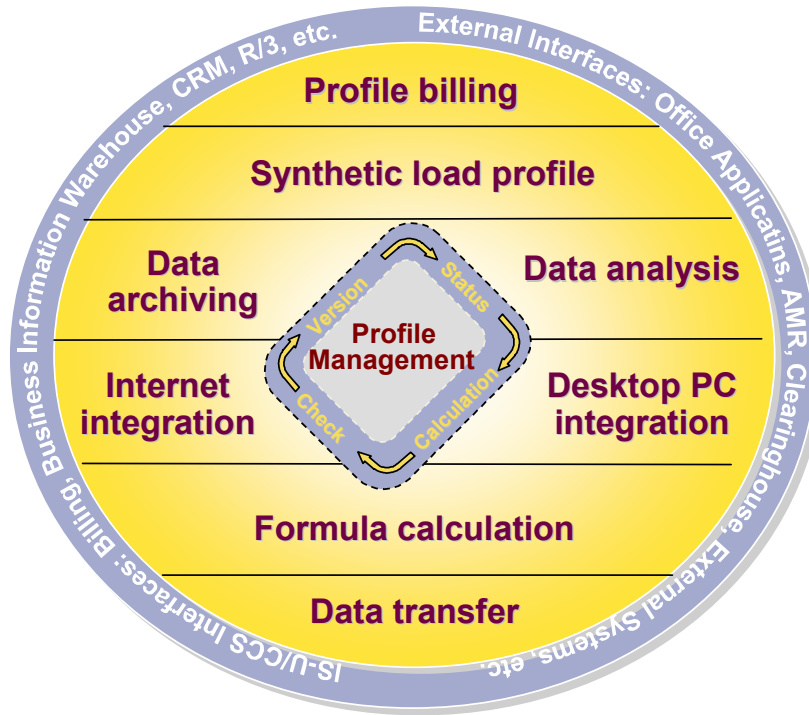 IS-U/CCS Interfaces: Billing, Business Information Warehouse, CRM, R/3, etc.
External Interfaces: Office Applicatins, AMR, Clearinghouse, External Systems, etc.
Profile billing
Synthetic load profile
Data
archiving
Data analysis
Version
Status
Profile
Management
Calculation
Check
Internet
integration
Desktop PC
integration
Formula calculation
Data transfer